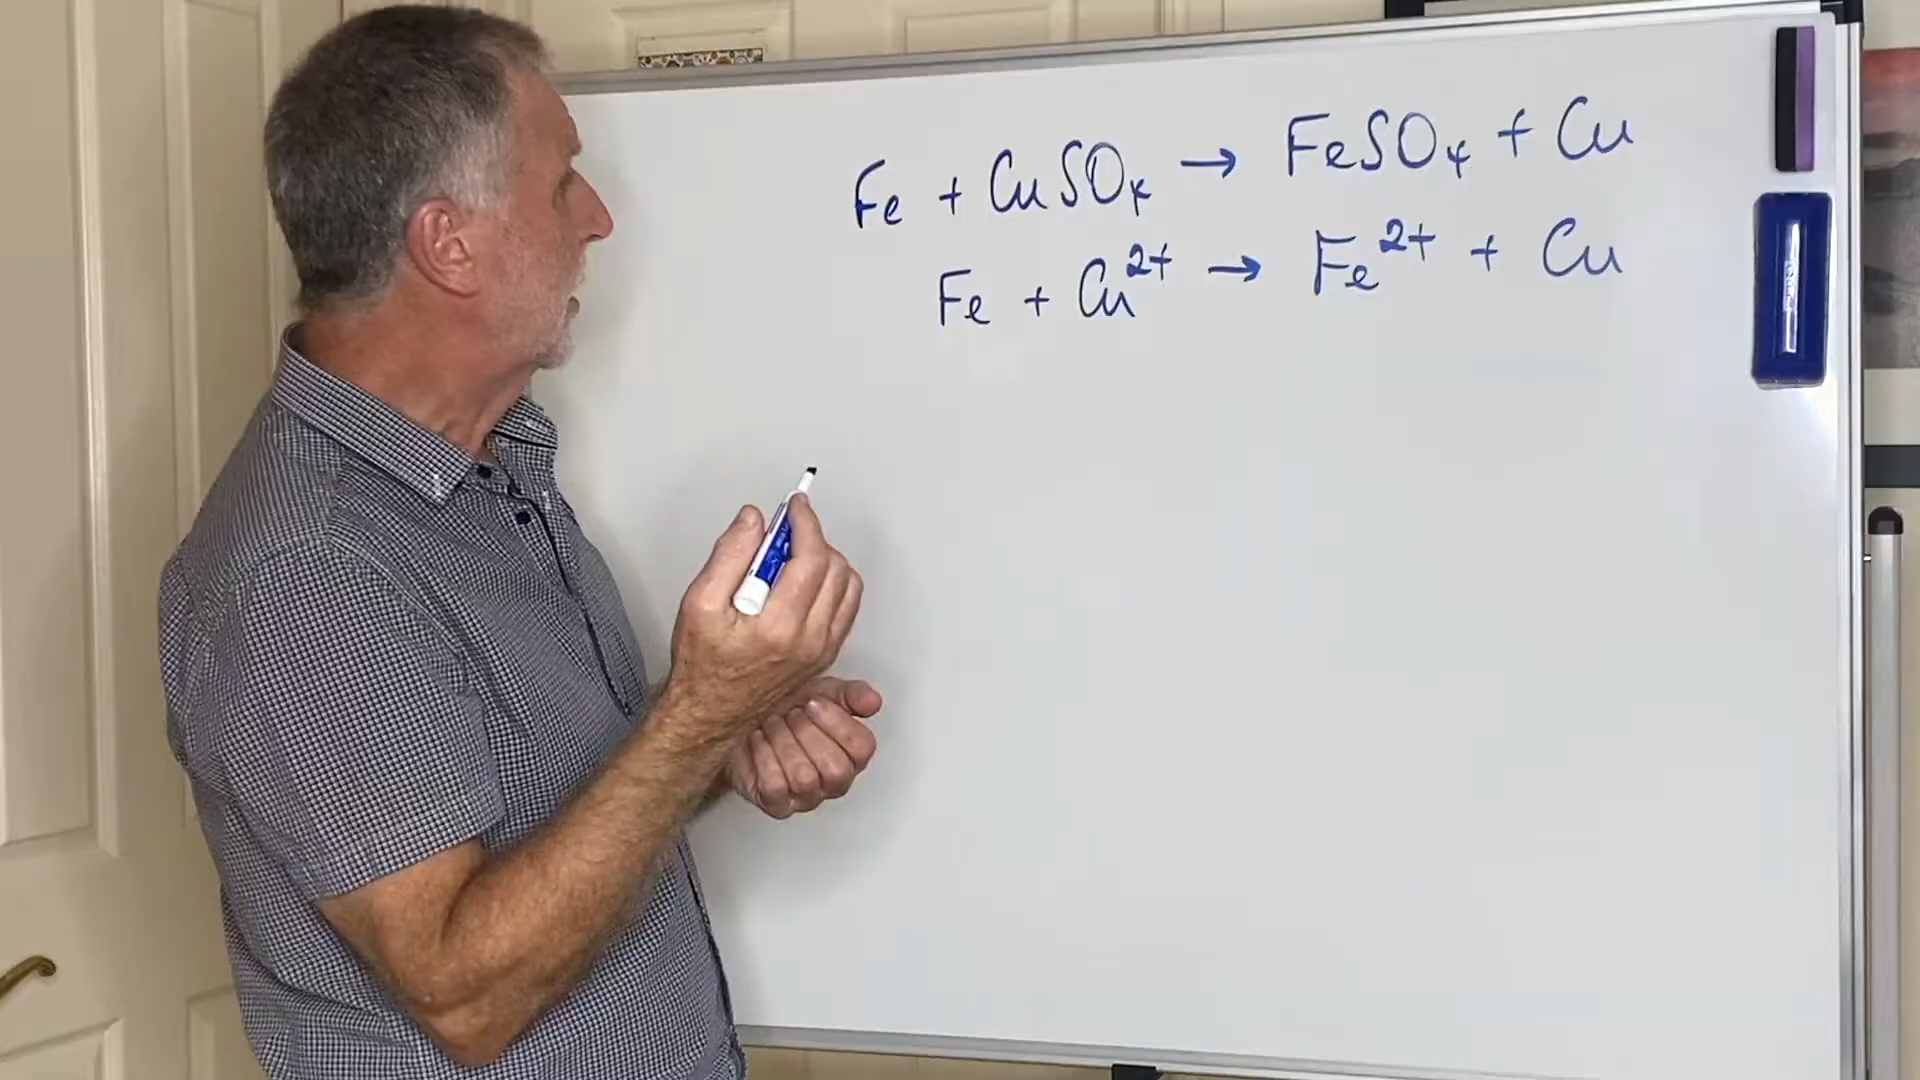 Fe + CuSO₄ → FeSO₄ + Cu
Fe + Cu²⁺ → Fe²⁺ + Cu